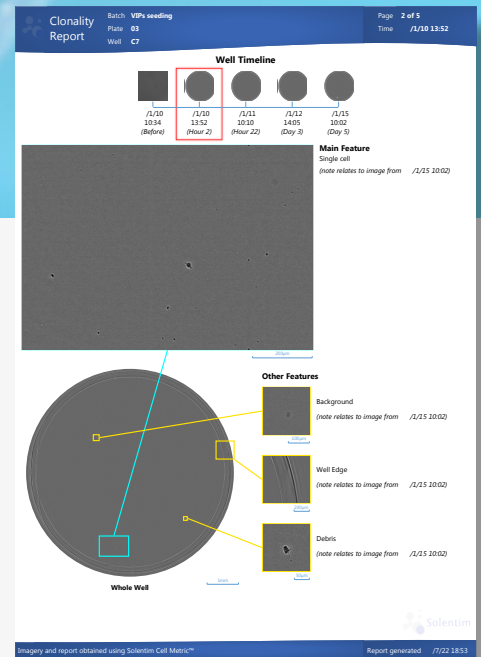 Clonality
Report
Batch VIPs seeding
Plate 03
Well C7
Page 2 of 5
Time /1/10 13:52
Well Timeline
/1/10 /1/10 /1/11 /1/12 /1/15
10:34 13:52 10:10 14:05 10:02
(Before) (Hour 2) (Hour 22) (Day 3) (Day 5)
Main Feature
Single cell
(note relates to image from /1/15 10:02)
200µm
Other Features
Background
(note relates to image from /1/15 10:02)
100µm
Well Edge
(note relates to image from /1/15 10:02)
200µm
Debris
(note relates to image from /1/15 10:02)
50µm
Whole Well
1mm
Solentim
Imagery and report obtained using Solentim Cell Metric™
Report generated /7/22 18:53